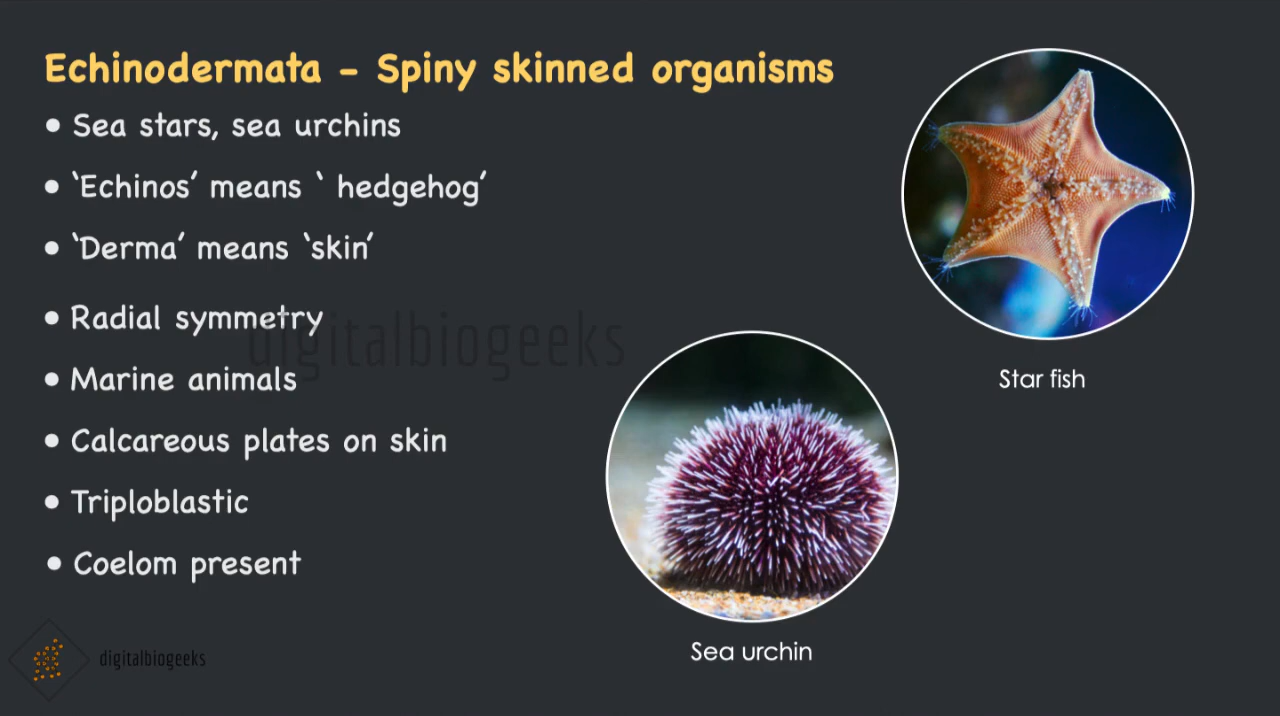 Echinodermata - Spiny skinned organisms
• Sea stars, sea urchins
• ‘Echinos’ means ‘ hedgehog’
• ‘Derma’ means ‘skin’
• Radial symmetry
• Marine animals
• Calcareous plates on skin
• Triploblastic
• Coelom present
digitalbiogeeks
Star fish
Sea urchin
digitalbiogeeks